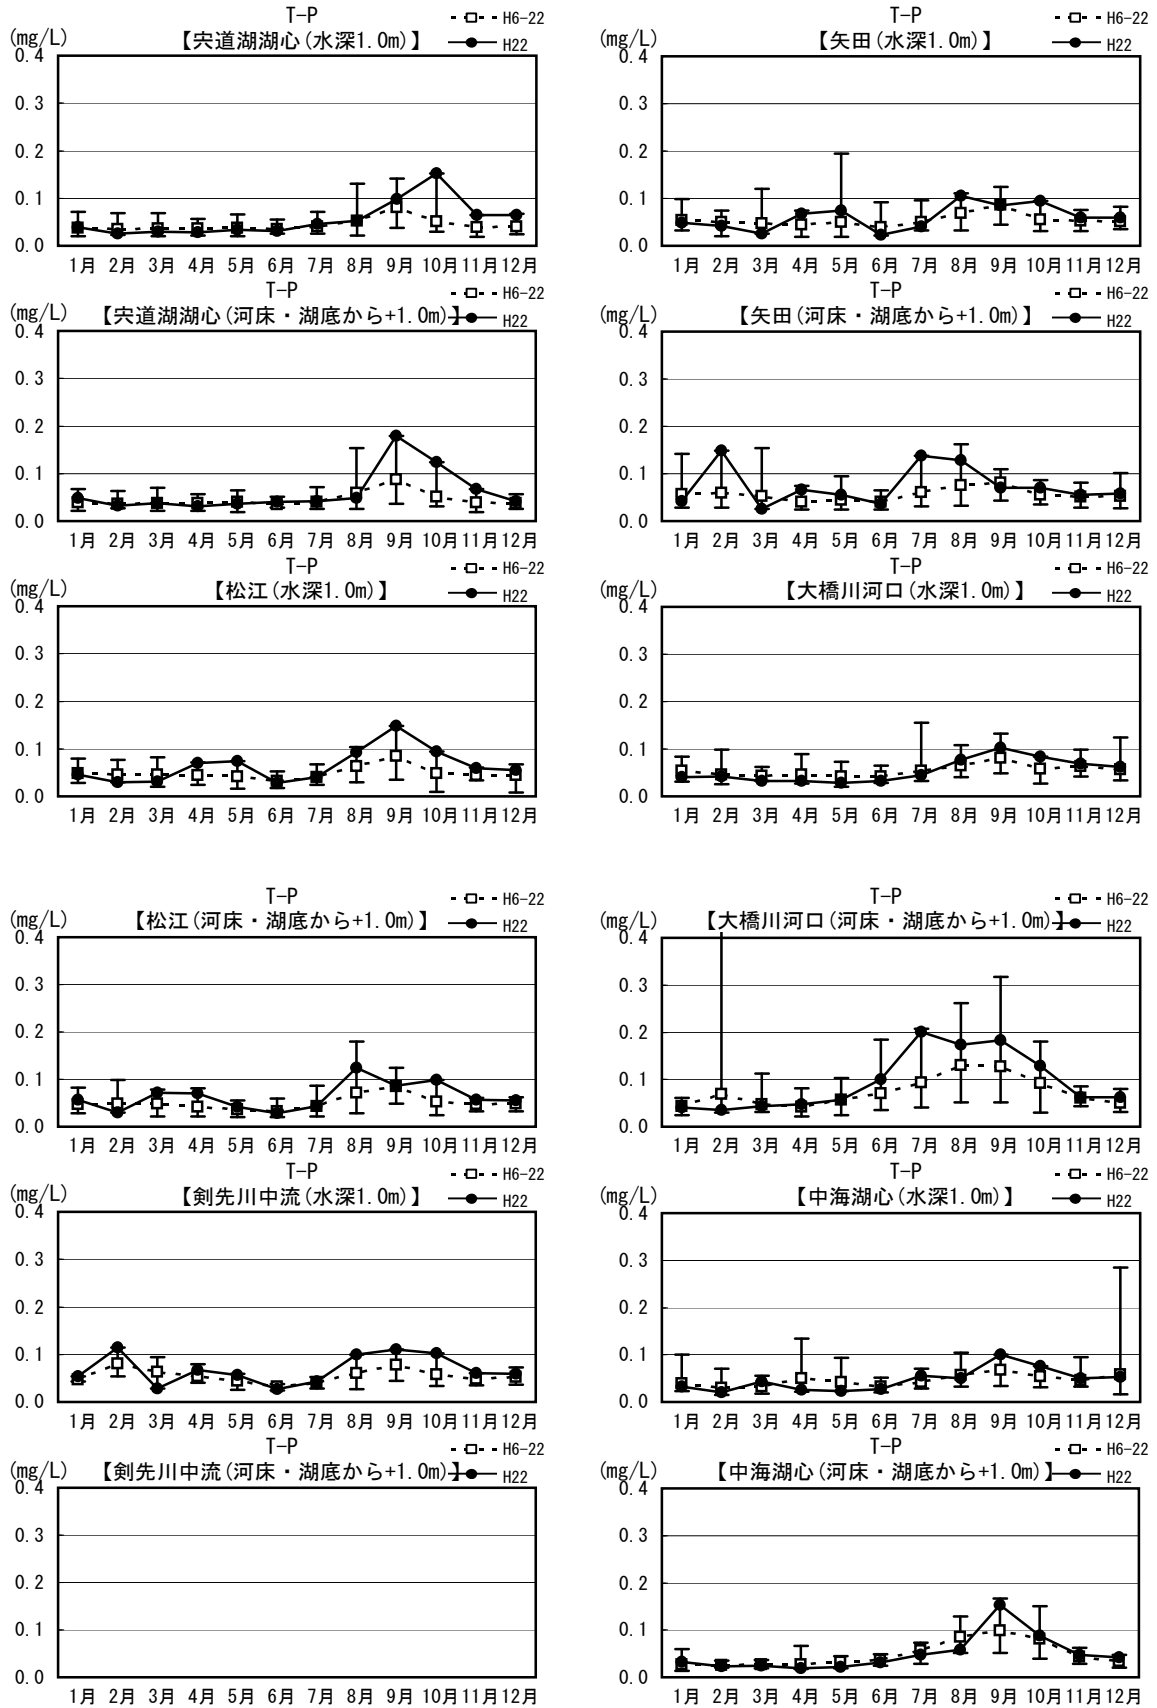 T-P
H6-22
(mg/L)
【宍道湖湖心(水深1.0m)】
H22
0.4
0.3
0.2
0.1
0.0
1月 2月 3月 4月 5月 6月 7月 8月 9月 10月 11月 12月
T-P
H6-22
(mg/L)
【矢田(水深1.0m)】
H22
0.4
0.3
0.2
0.1
0.0
1月 2月 3月 4月 5月 6月 7月 8月 9月 10月 11月 12月
T-P
H6-22
(mg/L)
【宍道湖湖心(河床・湖底から+1.0m)】
H22
0.4
0.3
0.2
0.1
0.0
1月 2月 3月 4月 5月 6月 7月 8月 9月 10月 11月 12月
T-P
H6-22
(mg/L)
【矢田(河床・湖底から+1.0m)】
H22
0.4
0.3
0.2
0.1
0.0
1月 2月 3月 4月 5月 6月 7月 8月 9月 10月 11月 12月
T-P
H6-22
(mg/L)
【松江(水深1.0m)】
H22
0.4
0.3
0.2
0.1
0.0
1月 2月 3月 4月 5月 6月 7月 8月 9月 10月 11月 12月
T-P
H6-22
(mg/L)
【大橋川河口(水深1.0m)】
H22
0.4
0.3
0.2
0.1
0.0
1月 2月 3月 4月 5月 6月 7月 8月 9月 10月 11月 12月
T-P
H6-22
(mg/L)
【松江(河床・湖底から+1.0m)】
H22
0.4
0.3
0.2
0.1
0.0
1月 2月 3月 4月 5月 6月 7月 8月 9月 10月 11月 12月
T-P
H6-22
(mg/L)
【大橋川河口(河床・湖底から+1.0m)】
H22
0.4
0.3
0.2
0.1
0.0
1月 2月 3月 4月 5月 6月 7月 8月 9月 10月 11月 12月
T-P
H6-22
(mg/L)
【剣先川中流(水深1.0m)】
H22
0.4
0.3
0.2
0.1
0.0
1月 2月 3月 4月 5月 6月 7月 8月 9月 10月 11月 12月
T-P
H6-22
(mg/L)
【中海湖心(水深1.0m)】
H22
0.4
0.3
0.2
0.1
0.0
1月 2月 3月 4月 5月 6月 7月 8月 9月 10月 11月 12月
T-P
H6-22
(mg/L)
【剣先川中流(河床・湖底から+1.0m)】
H22
0.4
0.3
0.2
0.1
0.0
1月 2月 3月 4月 5月 6月 7月 8月 9月 10月 11月 12月
T-P
H6-22
(mg/L)
【中海湖心(河床・湖底から+1.0m)】
H22
0.4
0.3
0.2
0.1
0.0
1月 2月 3月 4月 5月 6月 7月 8月 9月 10月 11月 12月